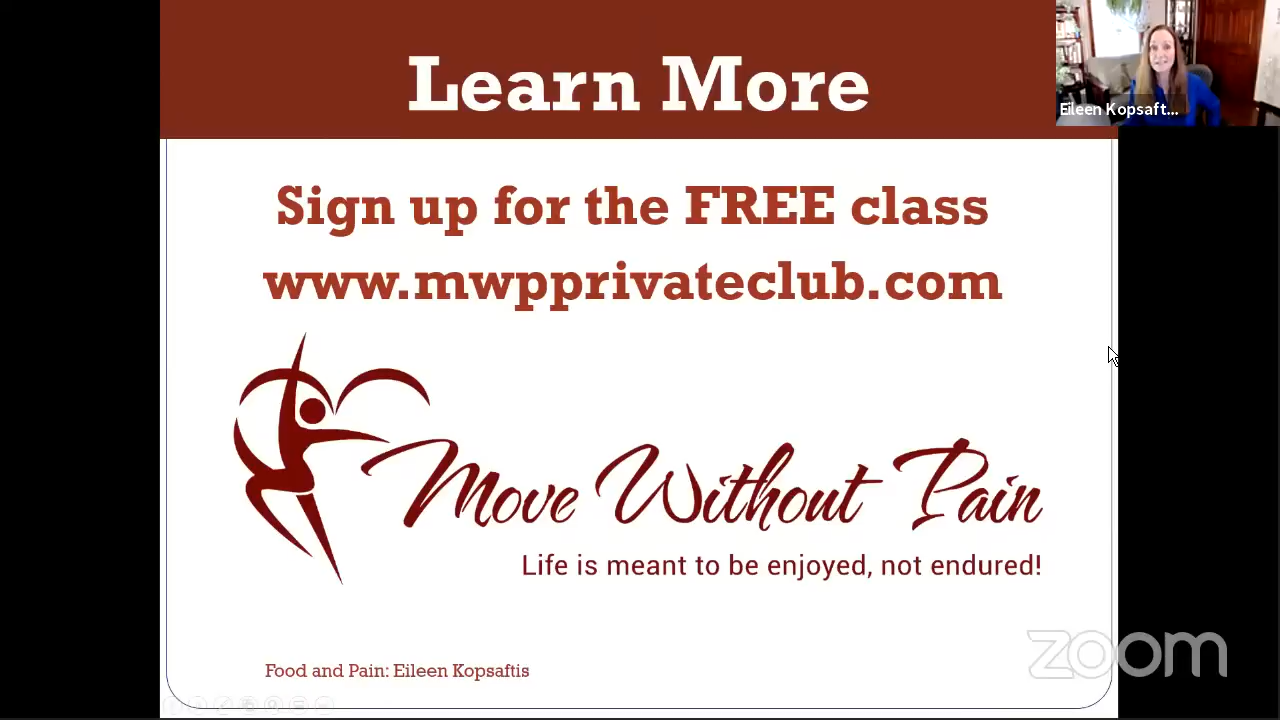 Learn More
Eileen Kopsaft...
Sign up for the FREE class
www.mwpprivateclub.com
Move Without Pain
Life is meant to be enjoyed, not endured!
Food and Pain: Eileen Kopsaftis
zoom